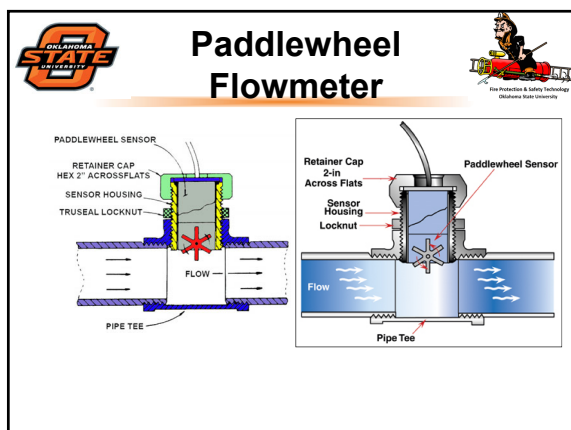 OKLAHOMA
STATE
UNIVERSITY
Paddlewheel
Flowmeter
Fire Protection & Safety Technology
Oklahoma State University
PADDLEWHEEL SENSOR
RETAINER CAP
HEX 2" ACROSSFLATS
SENSOR HOUSING
TRUSEAL LOCKNUT
FLOW
PIPE TEE
Retainer Cap
2-in
Across Flats
Paddlewheel Sensor
Sensor
Housing
Locknut
Flow
Pipe Tee